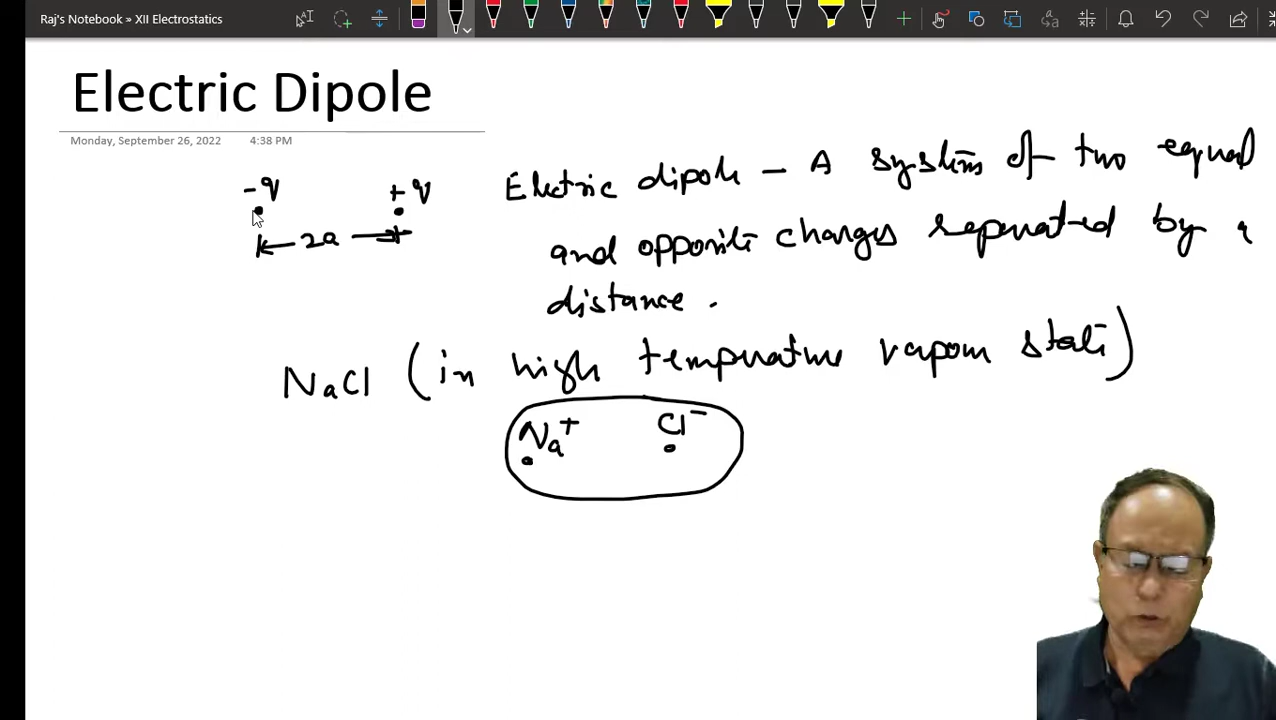 Raj's Notebook » XII Electrostatics
Electric Dipole
Monday, September 26, 2022 4:38 PM
-q +q
2a
Electric dipole - A system of two equal
and opposite charges seperated by a
distance.
NaCl (in high temperature vapour state)
Na+ Cl-